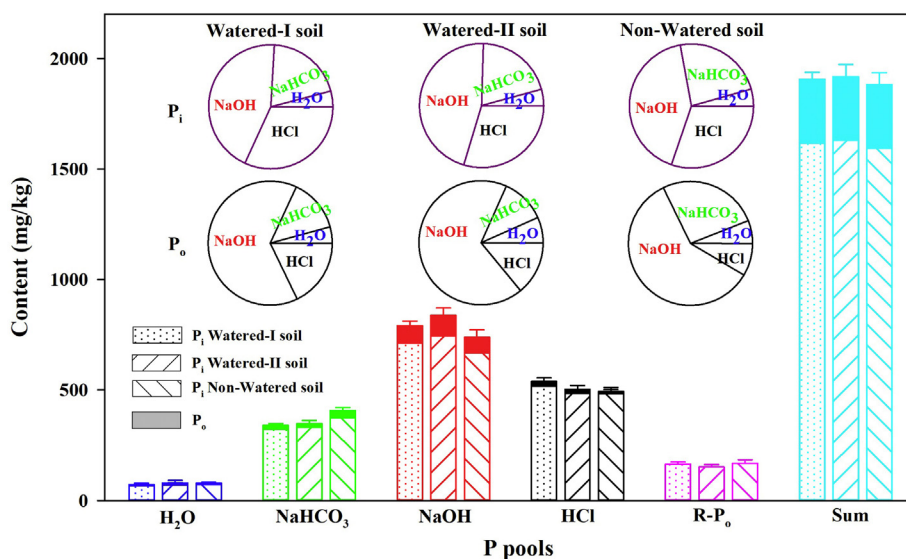 Watered-I soil
Watered-II soil
Non-Watered soil
Content (mg/kg)
2000
1500
1000
500
0
Pi
NaHCO3
NaOH
H2O
HCl
NaHCO3
NaOH
H2O
HCl
NaHCO3
NaOH
H2O
HCl
Po
NaHCO3
NaOH
H2O
HCl
NaHCO3
NaOH
H2O
HCl
NaHCO3
NaOH
H2O
HCl
Pi Watered-I soil
Pi Watered-II soil
Pi Non-Watered soil
Po
H2O NaHCO3 NaOH HCl R-Po Sum
P pools